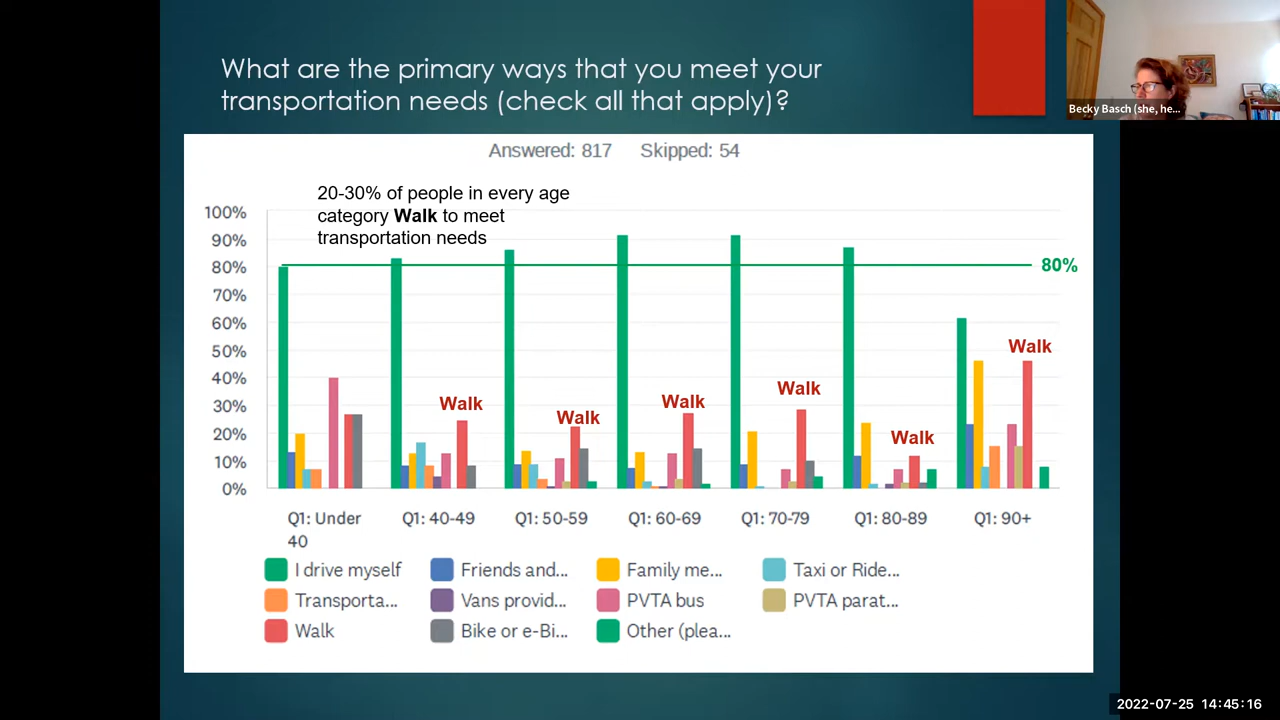 What are the primary ways that you meet your
transportation needs (check all that apply)?
Becky Basch (she, he...
Answered: 817 Skipped: 54
20-30% of people in every age
category Walk to meet
transportation needs
100%
90%
80%
70%
60%
50%
40%
30%
20%
10%
0%
80%
Walk
Walk
Walk
Walk
Walk
Walk
Q1: Under
40
Q1: 40-49
Q1: 50-59
Q1: 60-69
Q1: 70-79
Q1: 80-89
Q1: 90+
I drive myself
Friends and...
Family me...
Taxi or Ride...
Transporta...
Vans provid...
PVTA bus
PVTA parat...
Walk
Bike or e-Bi...
Other (plea...
2022-07-25 14:45:16